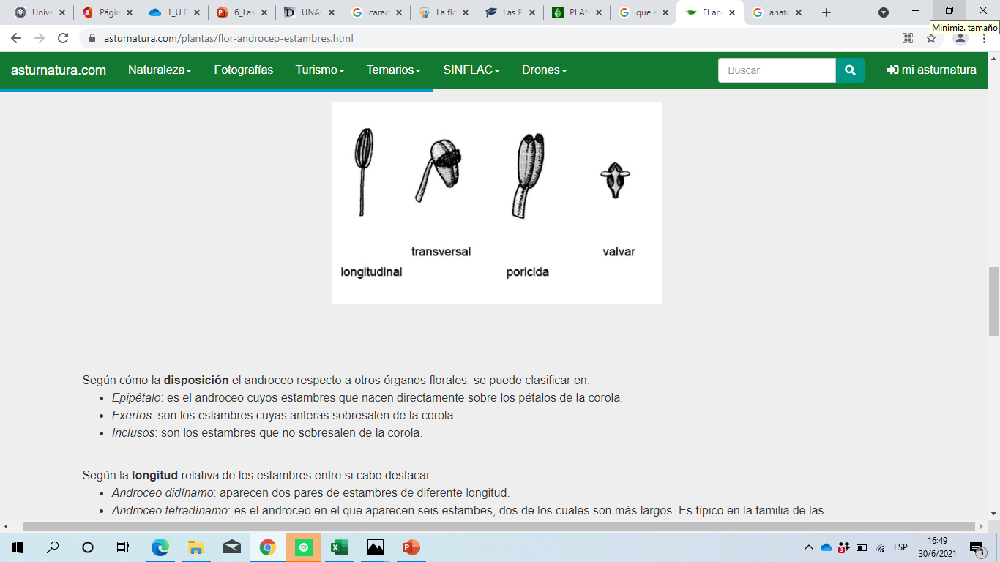 Unive
Págin
1_U F
6_Las
UNAC
carac
La flo
Las P
PLAN
que e
El an
anato
Minimiz. tamaño
asturnatura.com/plantas/flor-androceo-estambres.html
asturnatura.com Naturaleza Fotografías Turismo Temarios SINFLAC Drones Buscar mi asturnatura
transversal valvar
longitudinal poricida
Según cómo la disposición el androceo respecto a otros órganos florales, se puede clasificar en:
• Epipétalo: es el androceo cuyos estambres que nacen directamente sobre los pétalos de la corola.
• Exertos: son los estambres cuyas anteras sobresalen de la corola.
• Inclusos: son los estambres que no sobresalen de la corola.
Según la longitud relativa de los estambres entre si cabe destacar:
• Androceo didínamo: aparecen dos pares de estambres de diferente longitud.
• Androceo tetradínamo: es el androceo en el que aparecen seis estambes, dos de los cuales son más largos. Es típico en la familia de las
ESP
16:49
30/6/2021
3